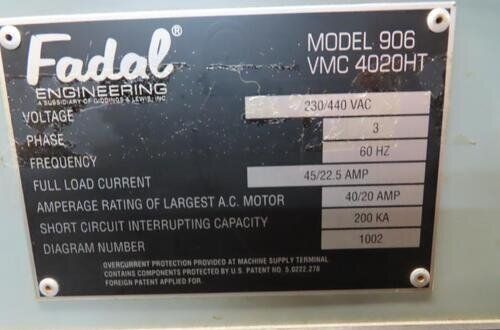 Fadal®
ENGINEERING
A SUBSIDIARY OF GIDDINGS & LEWIS, INC.
MODEL 906
VMC 4020HT
VOLTAGE 230/440 VAC
PHASE 3
FREQUENCY 60 HZ
FULL LOAD CURRENT 45/22.5 AMP
AMPERAGE RATING OF LARGEST A.C. MOTOR 40/20 AMP
SHORT CIRCUIT INTERRUPTING CAPACITY 200 KA
DIAGRAM NUMBER 1002
OVERCURRENT PROTECTION PROVIDED AT MACHINE SUPPLY TERMINAL
CONTAINS COMPONENTS PROTECTED BY U.S. PATENT NO. 5,0222,278
FOREIGN PATENT APPLIED FOR.